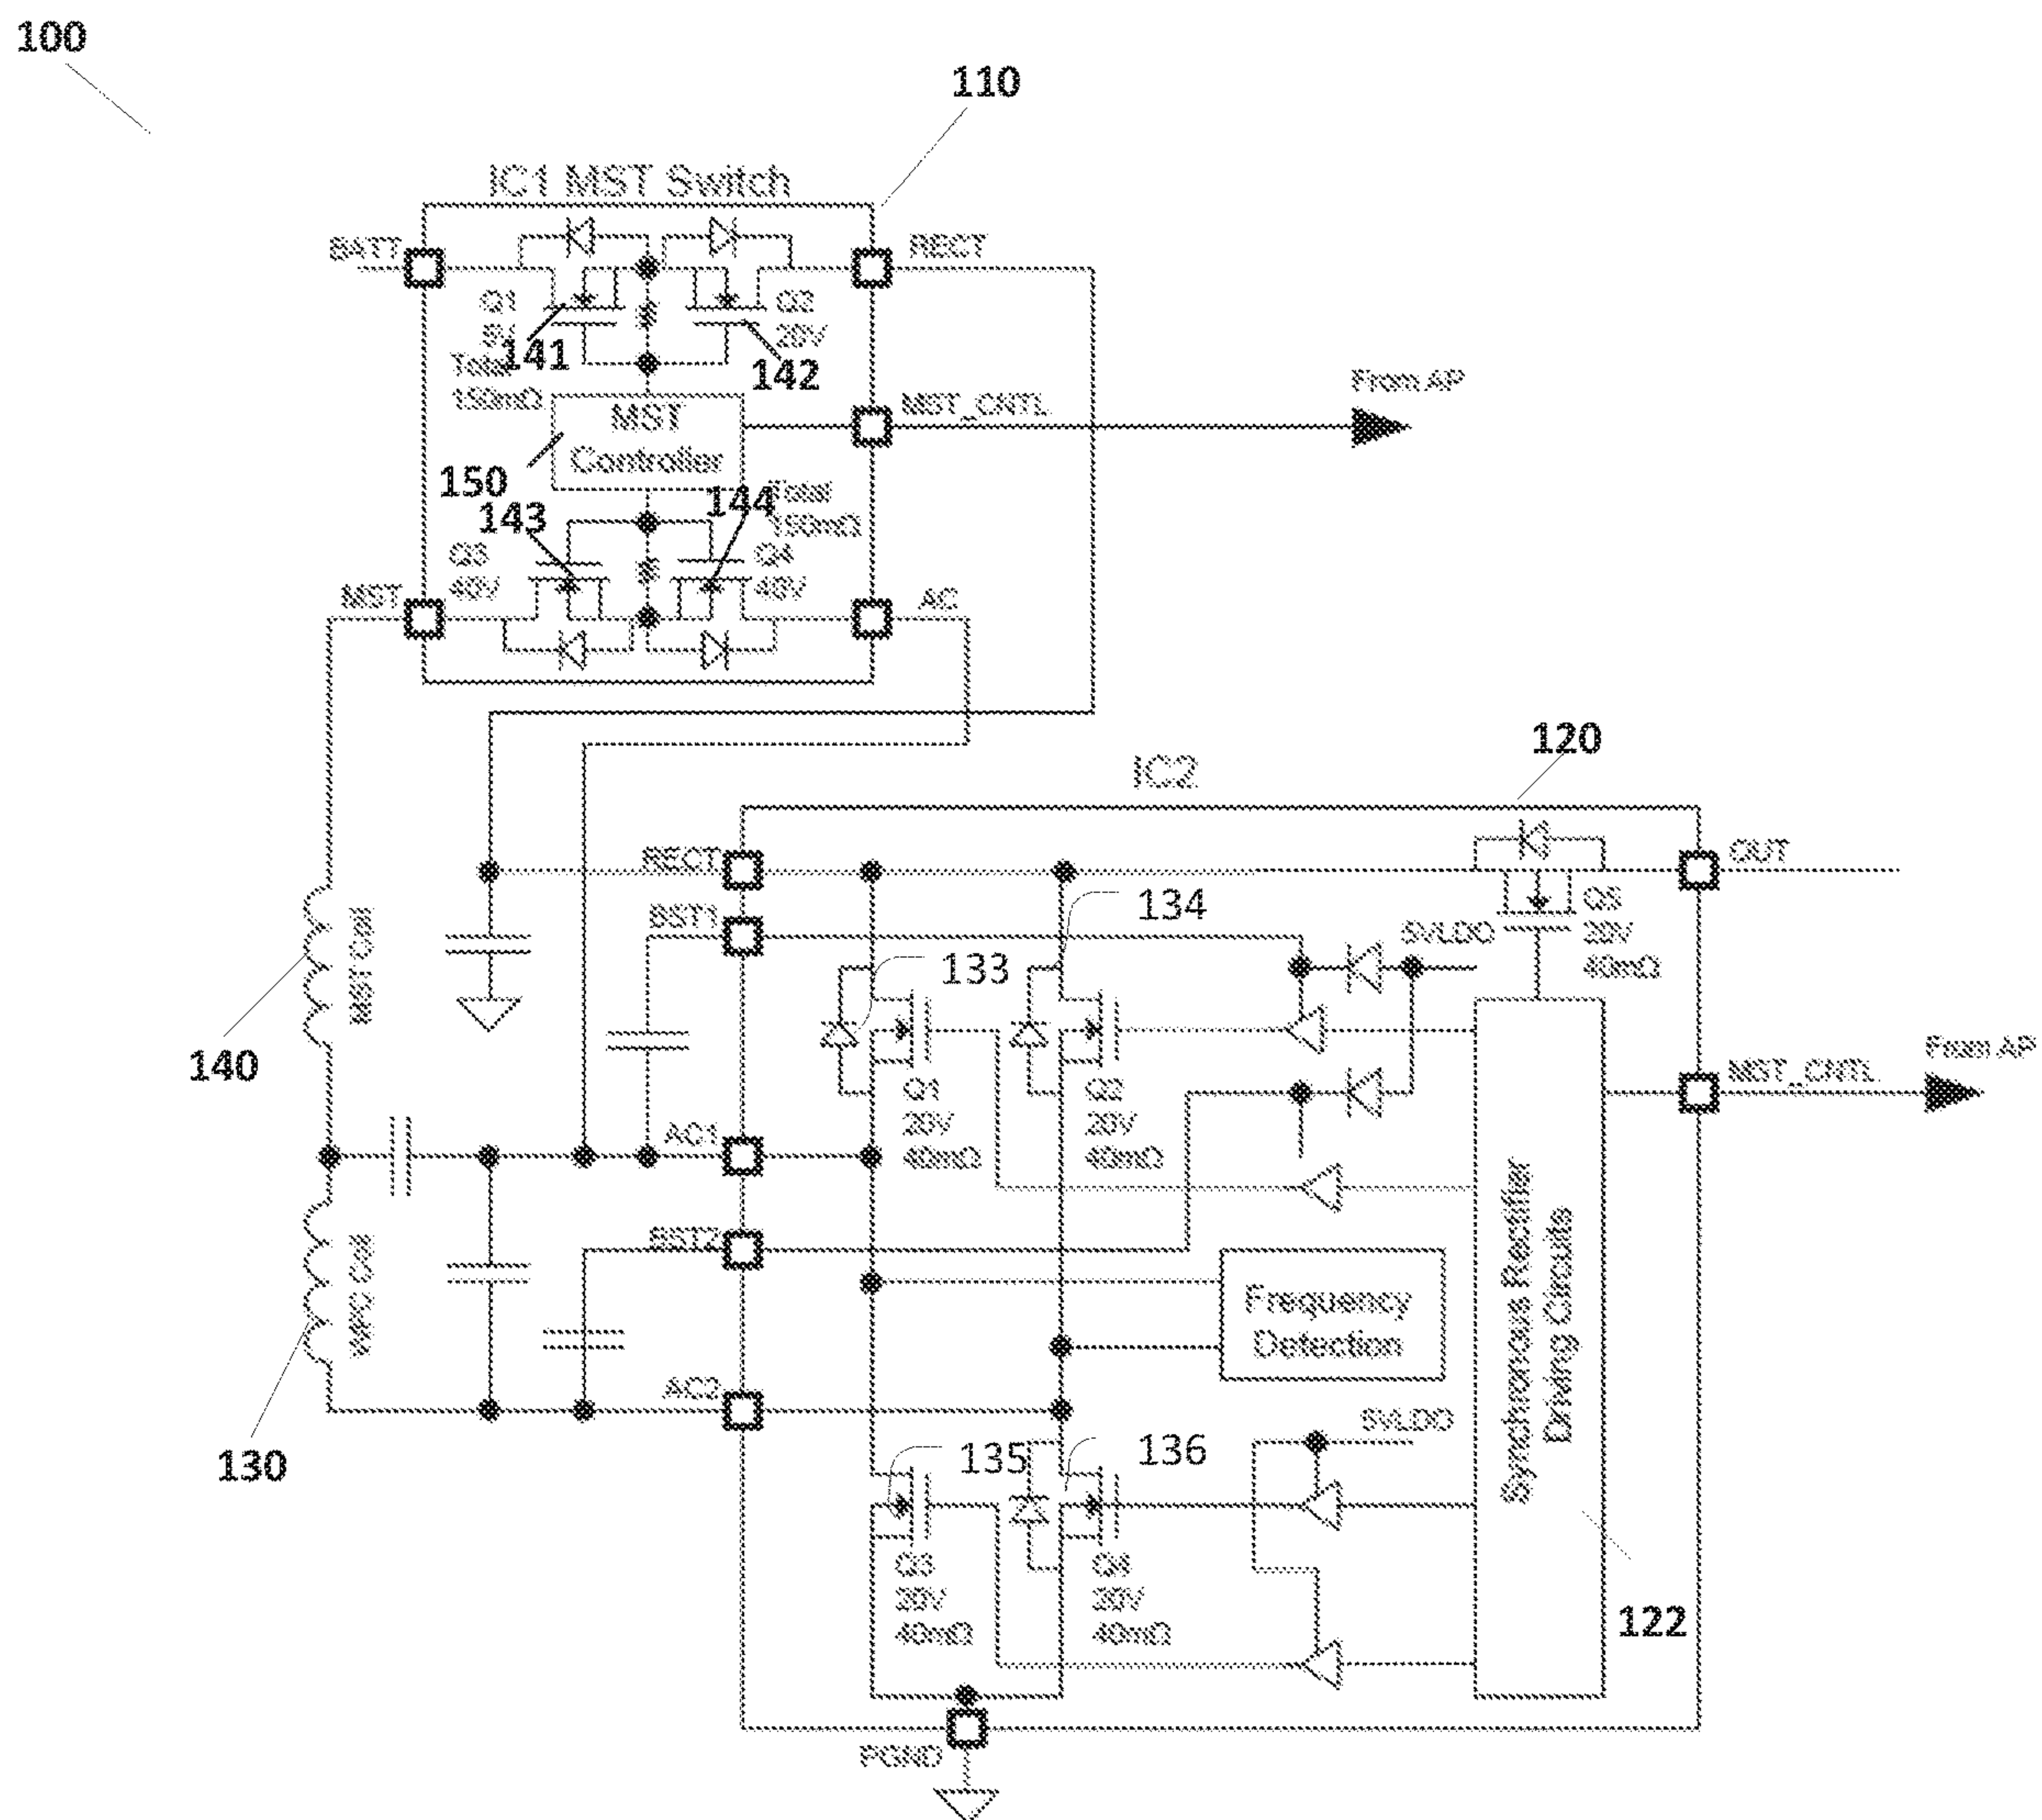 100
110
IC1 MST Switch
BATT
RECT
Q1
Q2
20V
141
142
Total
150mΩ
MST_CNTL
From AP
MST
Controller
150
143
144
Total
150mΩ
Q3
40V
Q4
40V
MST
AC
120
IC2
RECT
OUT
BST1
134
5VLDO
Q5
20V
40mΩ
MST Coil
133
140
From AP
MST_CNTL
Q1
20V
40mΩ
Q2
20V
40mΩ
AC1
BST2
WPC Coil
Frequency
Detection
Synchronous Rectifier
Driving Circuits
AC2
130
5VLDO
135
136
Q3
20V
40mΩ
Q4
20V
40mΩ
122
PGND